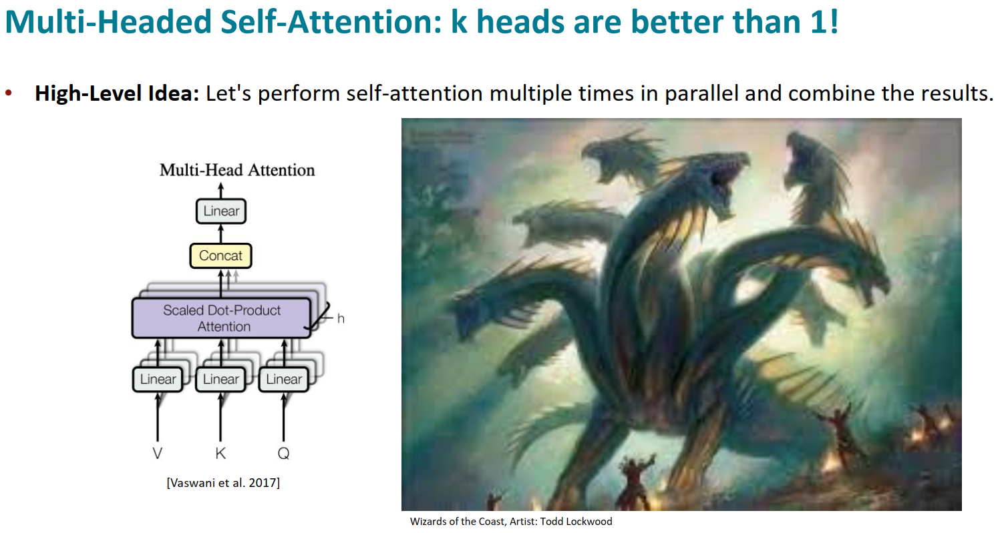 Multi-Headed Self-Attention: k heads are better than 1!
• High-Level Idea: Let's perform self-attention multiple times in parallel and combine the results.
Multi-Head Attention
Linear
Concat
Scaled Dot-Product
Attention
h
Linear Linear Linear
V K Q
[Vaswani et al. 2017]
Wizards of the Coast, Artist: Todd Lockwood